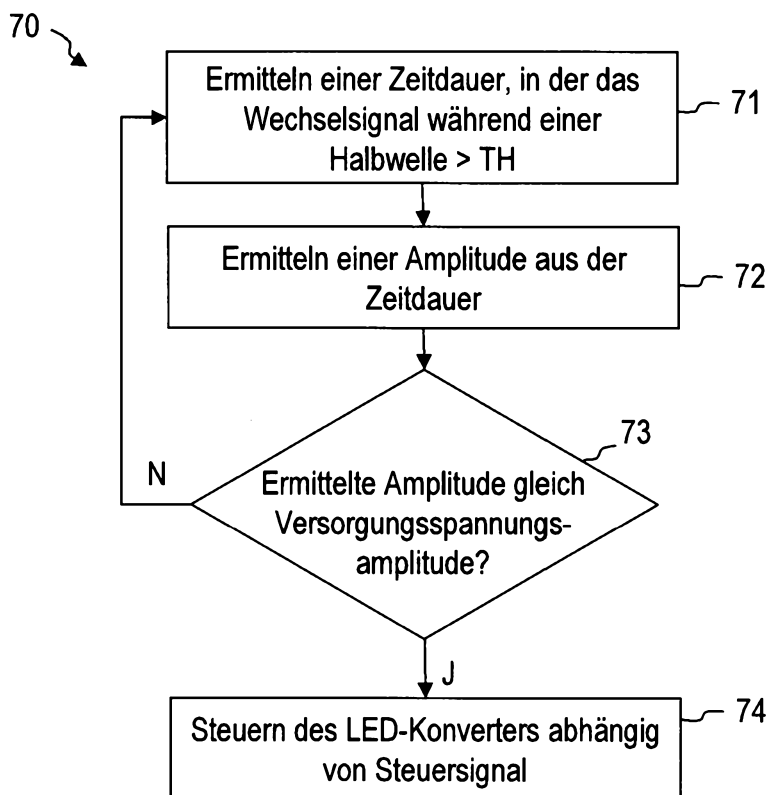 70
Ermitteln einer Zeitdauer, in der das
Wechselsignal während einer
Halbwelle > TH
71
Ermitteln einer Amplitude aus der
Zeitdauer
72
73
N
Ermittelte Amplitude gleich
Versorgungsspannungs-
amplitude?
J
Steuern des LED-Konverters abhängig
von Steuersignal
74